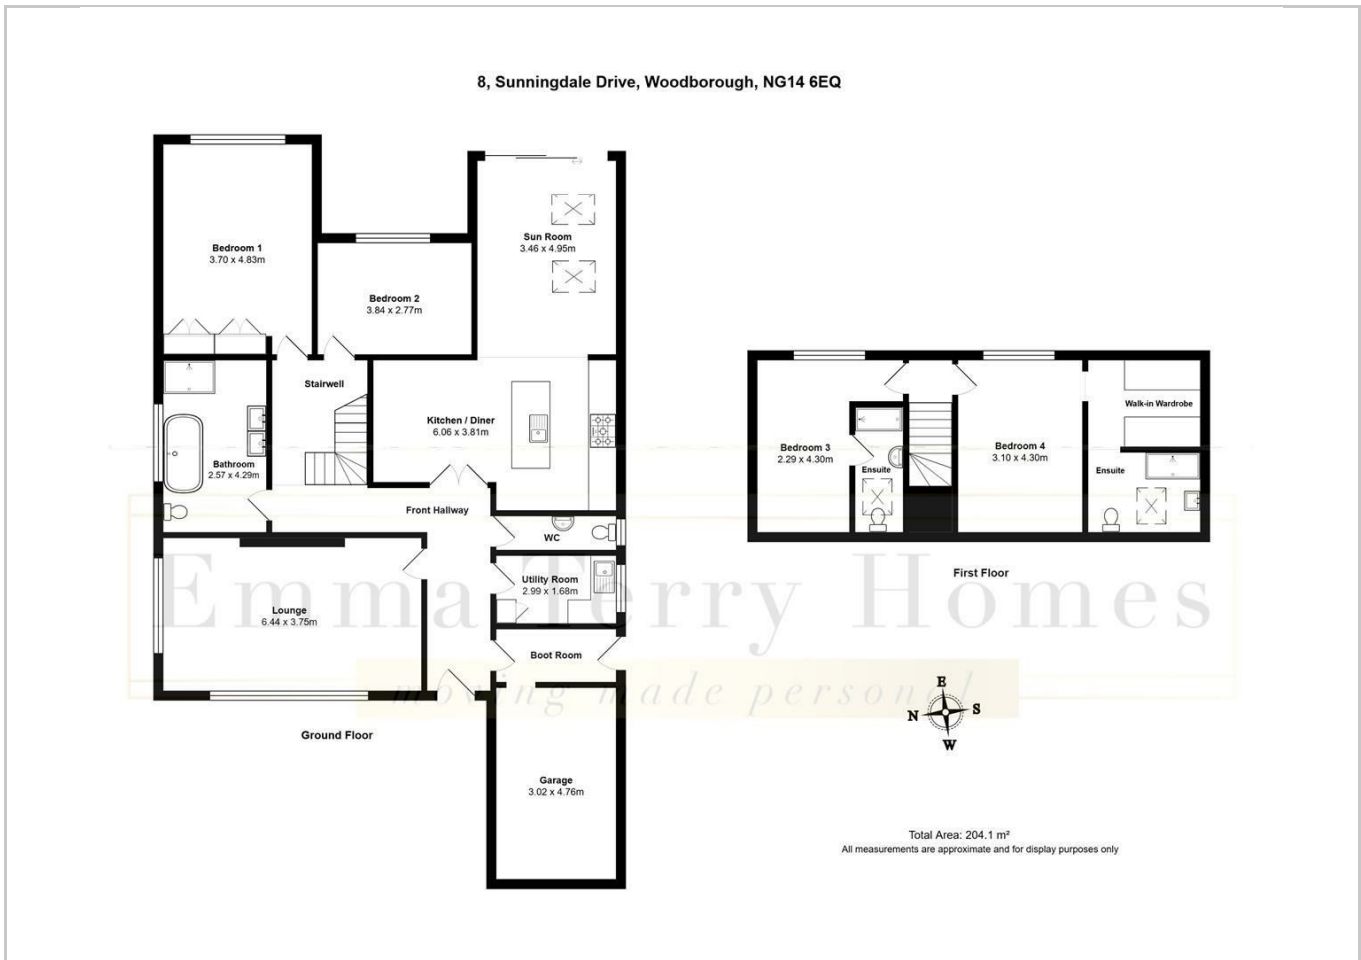 8, Sunningdale Drive, Woodborough, NG14 6EQ
Bedroom 1
3.70 x 4.83m
Sun Room
3.46 x 4.95m
Bedroom 2
3.84 x 2.77m
Stairwell
Kitchen / Diner
6.06 x 3.81m
Bathroom
2.57 x 4.29m
Front Hallway
WC
Utility Room
2.99 x 1.68m
Lounge
6.44 x 3.75m
Boot Room
Garage
3.02 x 4.76m
Ground Floor
Walk-in Wardrobe
Bedroom 3
2.29 x 4.30m
Bedroom 4
3.10 x 4.30m
Ensuite
Ensuite
First Floor
Emma Terry Homes
moving made personal
E
N
S
W
Total Area: 204.1 m²
All measurements are approximate and for display purposes only